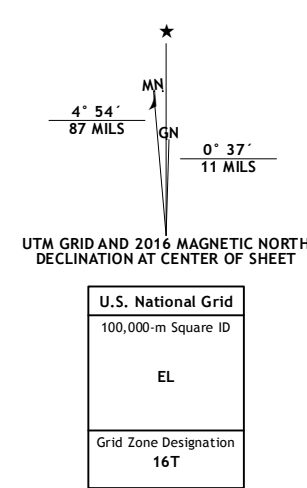 ★
MN
4° 54´
87 MILS
GN
0° 37´
11 MILS
UTM GRID AND 2016 MAGNETIC NORTH
DECLINATION AT CENTER OF SHEET
U.S. National Grid
100,000-m Square ID
EL
Grid Zone Designation
16T